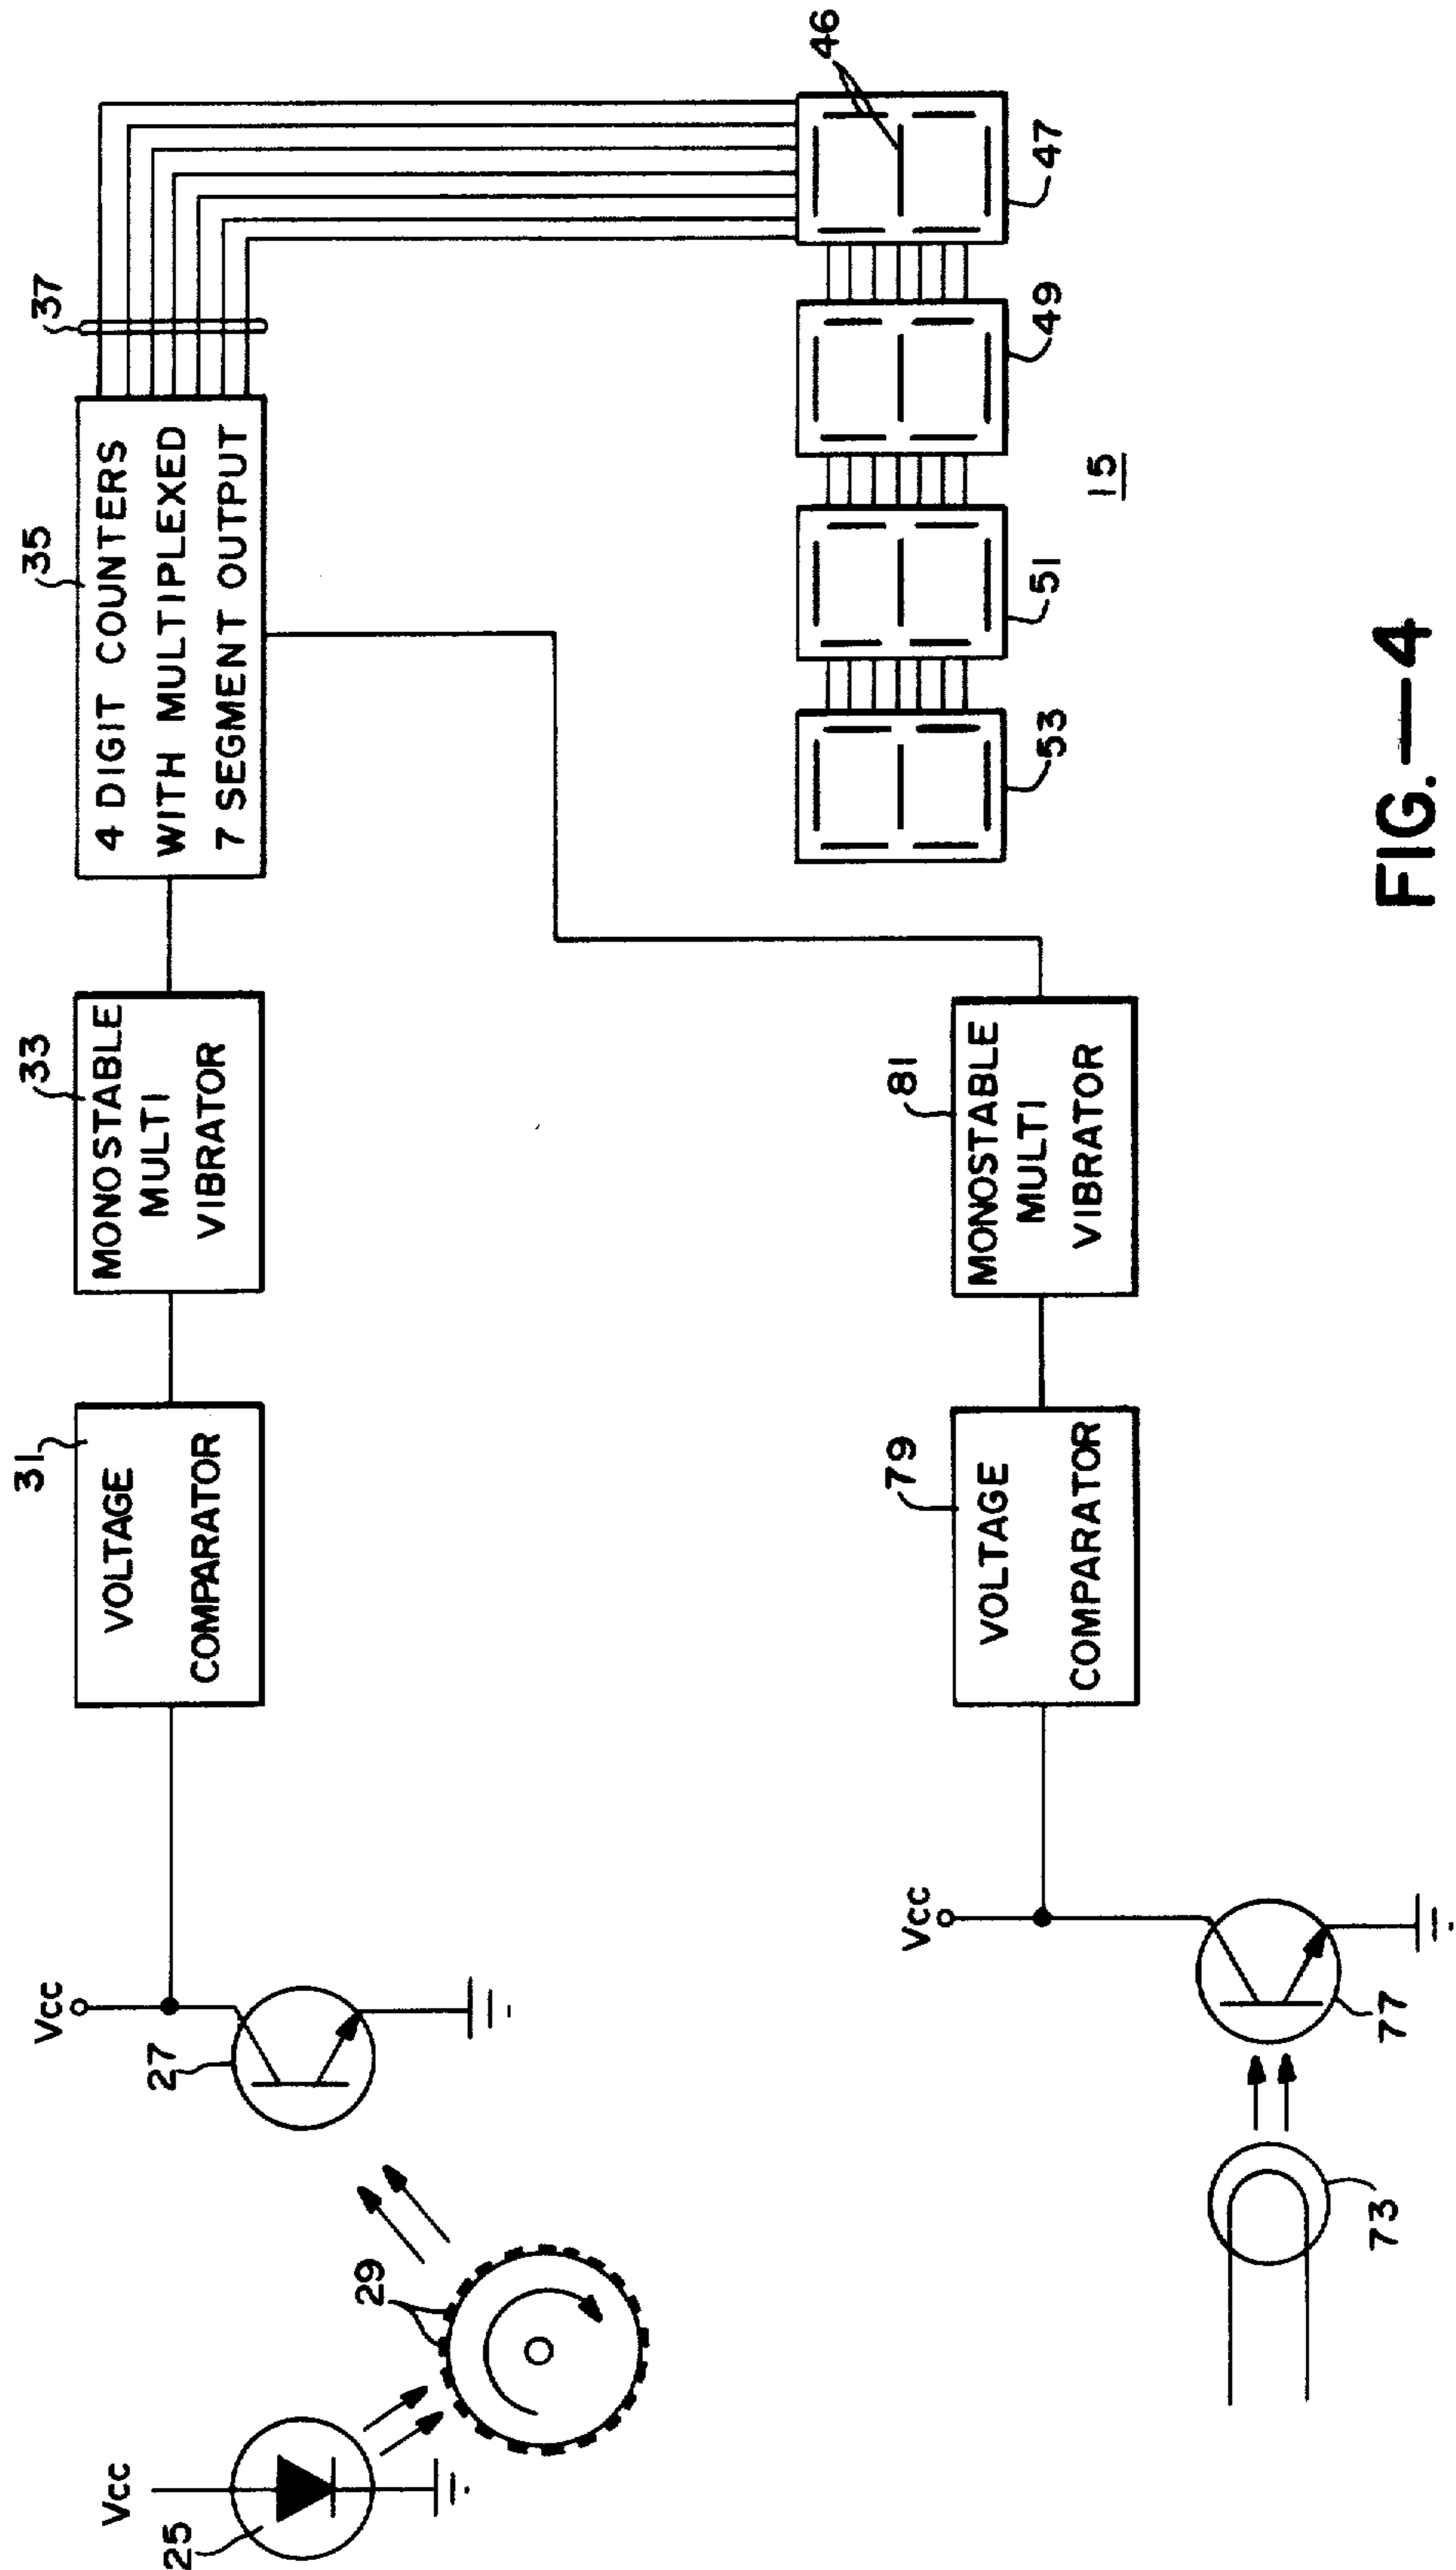 Vcc
25
29
Vcc
27
31
VOLTAGE
COMPARATOR
33
MONOSTABLE
MULTI
VIBRATOR
35
4 DIGIT COUNTERS
WITH MULTIPLEXED
7 SEGMENT OUTPUT
37
46
47
49
51
53
15
73
77
Vcc
79
VOLTAGE
COMPARATOR
81
MONOSTABLE
MULTI
VIBRATOR
FIG.—4